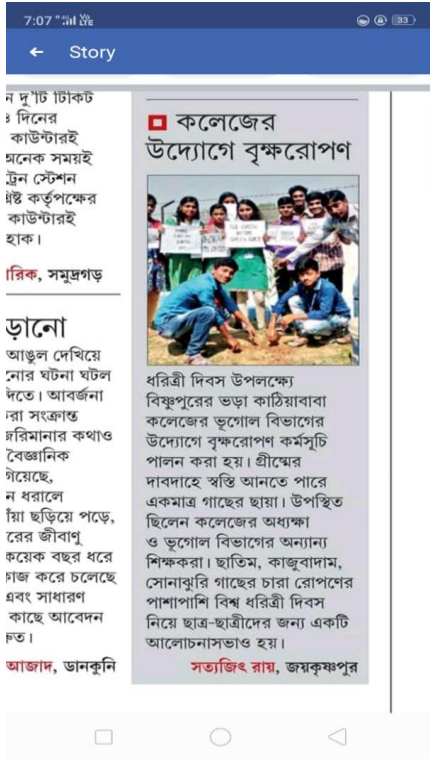 7:07
33
Story
ন দু'টি টিকিট
ও দিনের
কাউন্টারই
অনেক সময়ই
ট্রেন স্টেশন
কর্তৃপক্ষের
কাউন্টারই
হোক।
রিক, সমুদ্রগড়
ড়ানো
আঙুল দেখিয়ে
নোর ঘটনা ঘটল
দিতে। আবর্জনা
রা সংক্রান্ত
জরিমানার কথাও
বৈজ্ঞানিক
গিয়েছে,
ন ধরালে
ছড়িয়ে পড়ে,
রের জীবাণু
কয়েক বছর ধরে
কাজ করে চলেছে
এবং সাধারণ
কাছে আবেদন
আজাদ, ডানকুনি
কলেজের
উদ্যোগে বৃক্ষরোপণ
ধরিত্রী দিবস উপলক্ষ্যে
বিষ্ণুপুরের ভড়া কাঠিয়াবাবা
কলেজের ভূগোল বিভাগের
উদ্যোগে বৃক্ষরোপণ কর্মসূচি
পালন করা হয়। গ্রীষ্মের
দাবদাহে স্বস্তি আনতে পারে
একমাত্র গাছের ছায়া। উপস্থিত
ছিলেন কলেজের অধ্যক্ষা
ও ভূগোল বিভাগের অন্যান্য
শিক্ষকরা। ছাতিম, কাজুবাদাম,
সোনাঝুরি গাছের চারা রোপণের
পাশাপাশি বিশ্ব ধরিত্রী দিবস
নিয়ে ছাত্র-ছাত্রীদের জন্য একটি
আলোচনাসভাও হয়।
সত্যজিৎ রায়, জয়কৃষ্ণপুর